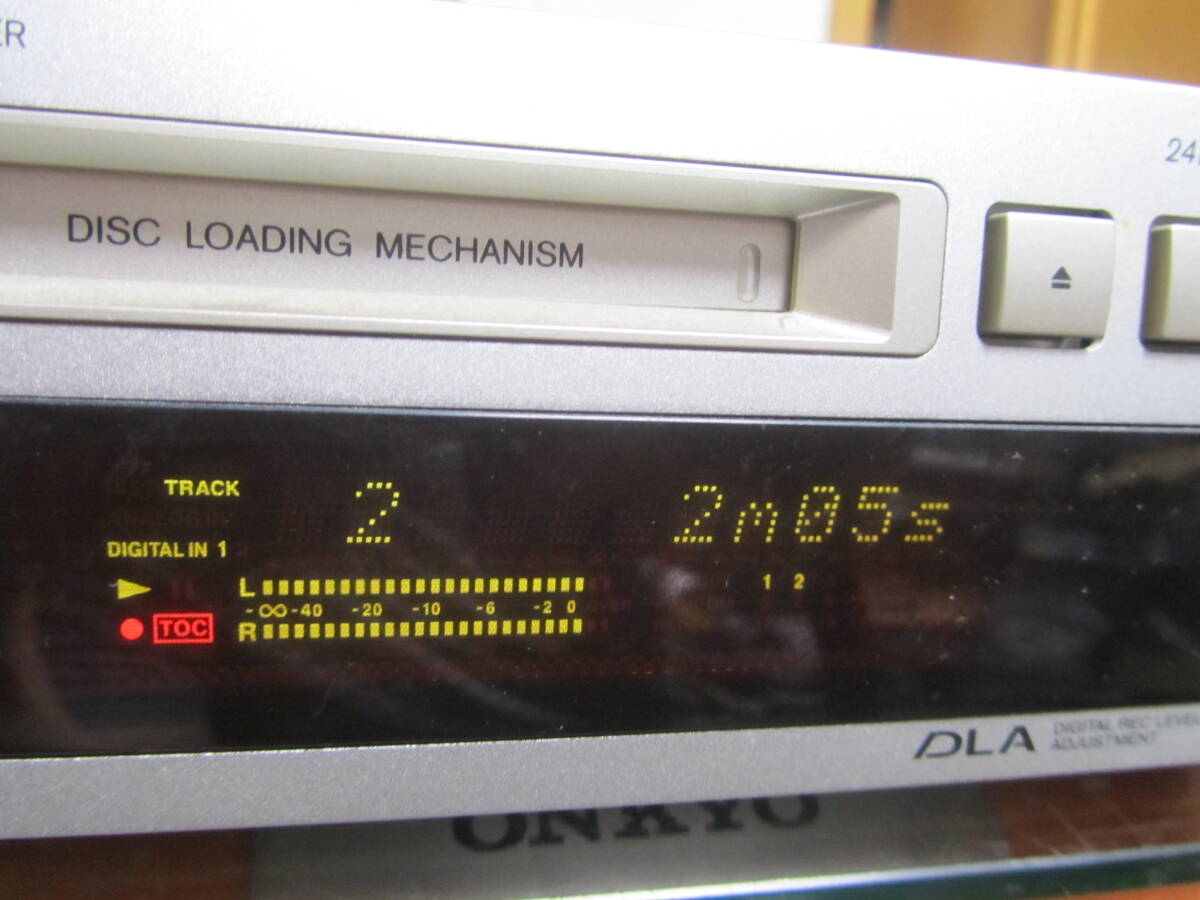 ER
24
DISC LOADING MECHANISM
TRACK 2 2m05s
DIGITAL IN 1
L
1 2
-∞ -40 -20 -10 -6 -2 0
TOC
R
DLA DIGITAL REC LEVEL
ADJUSTMENT
ONKYO